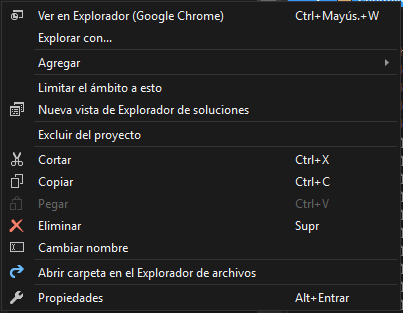 Ver en Explorador (Google Chrome) Ctrl+Mayús.+W
Explorar con...
Agregar
Limitar el ámbito a esto
Nueva vista de Explorador de soluciones
Excluir del proyecto
Cortar Ctrl+X
Copiar Ctrl+C
Pegar Ctrl+V
Eliminar Supr
Cambiar nombre
Abrir carpeta en el Explorador de archivos
Propiedades Alt+Entrar